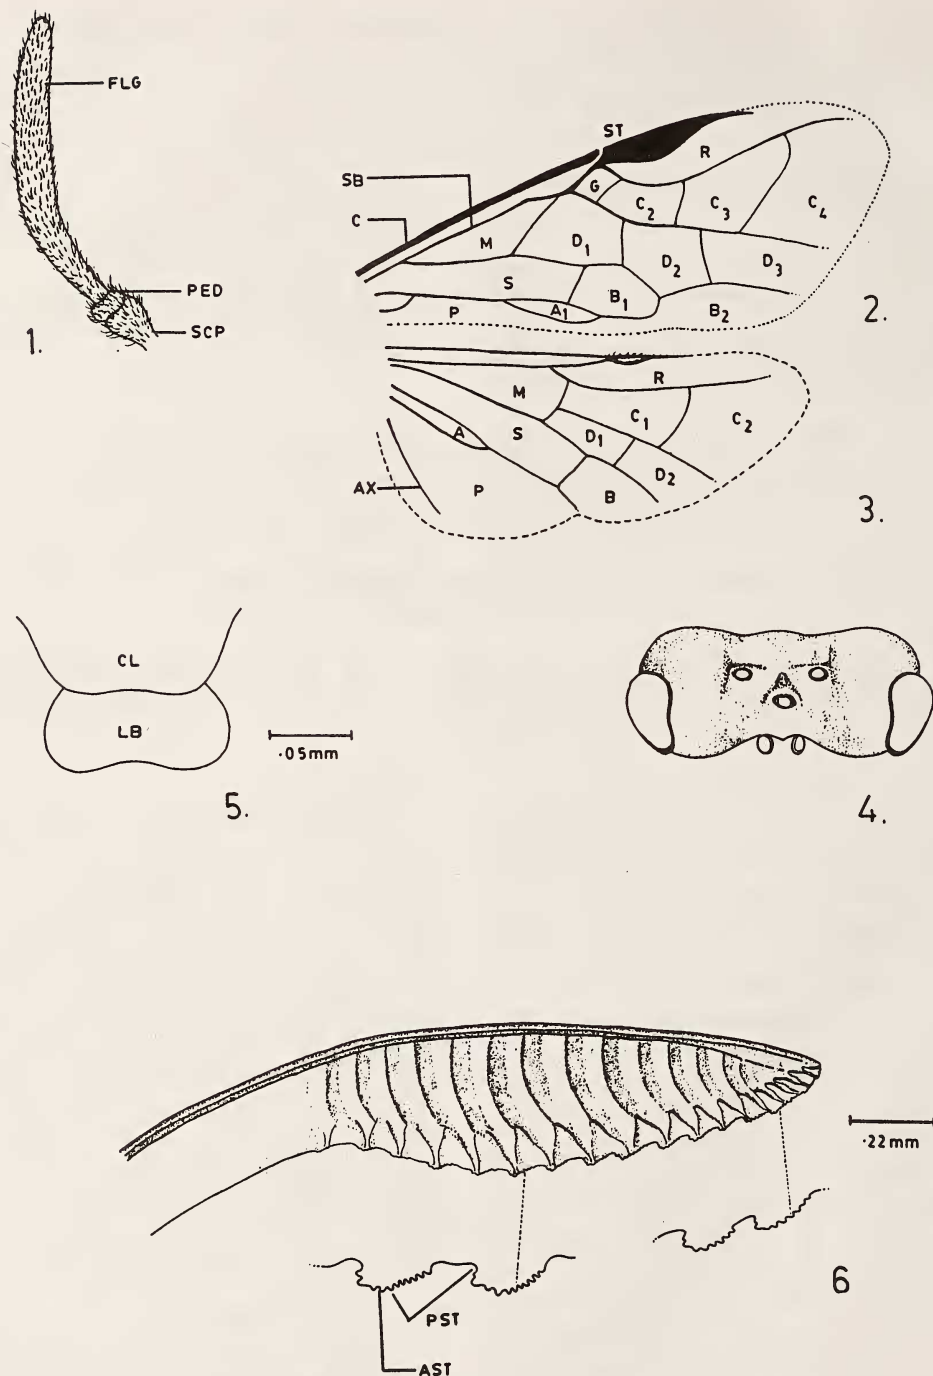 FLG
PED
SCP
1.
ST
SB
C
R
G
C2
C3
C4
M
D1
D2
D3
S
B1
P
A1
B2
2.
R
M
C1
C2
A
S
D1
D2
AX
P
B
3.
CL
LB
.05mm
5.
4.
.22mm
6
PST
AST